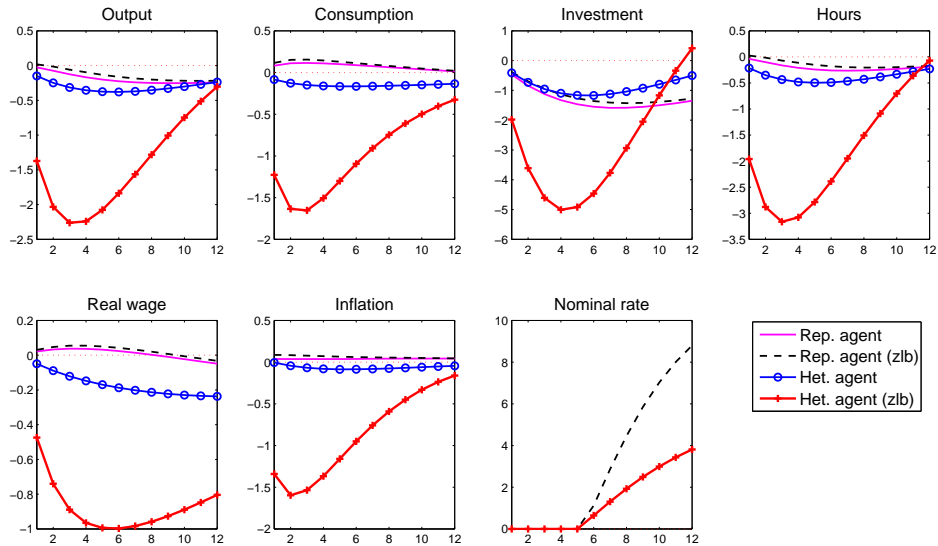 Output
Consumption
Investment
Hours
0.5
0
−0.5
−1
−1.5
−2
−2.5
2 4 6 8 10 12
0.5
0
−0.5
−1
−1.5
−2
2 4 6 8 10 12
1
0
−1
−2
−3
−4
−5
−6
2 4 6 8 10 12
0.5
0
−0.5
−1
−1.5
−2
−2.5
−3
−3.5
2 4 6 8 10 12
Real wage
Inflation
Nominal rate
0.2
0
−0.2
−0.4
−0.6
−0.8
−1
2 4 6 8 10 12
0.5
0
−0.5
−1
−1.5
−2
2 4 6 8 10 12
10
8
6
4
2
0
2 4 6 8 10 12
Rep. agent
Rep. agent (zlb)
Het. agent
Het. agent (zlb)